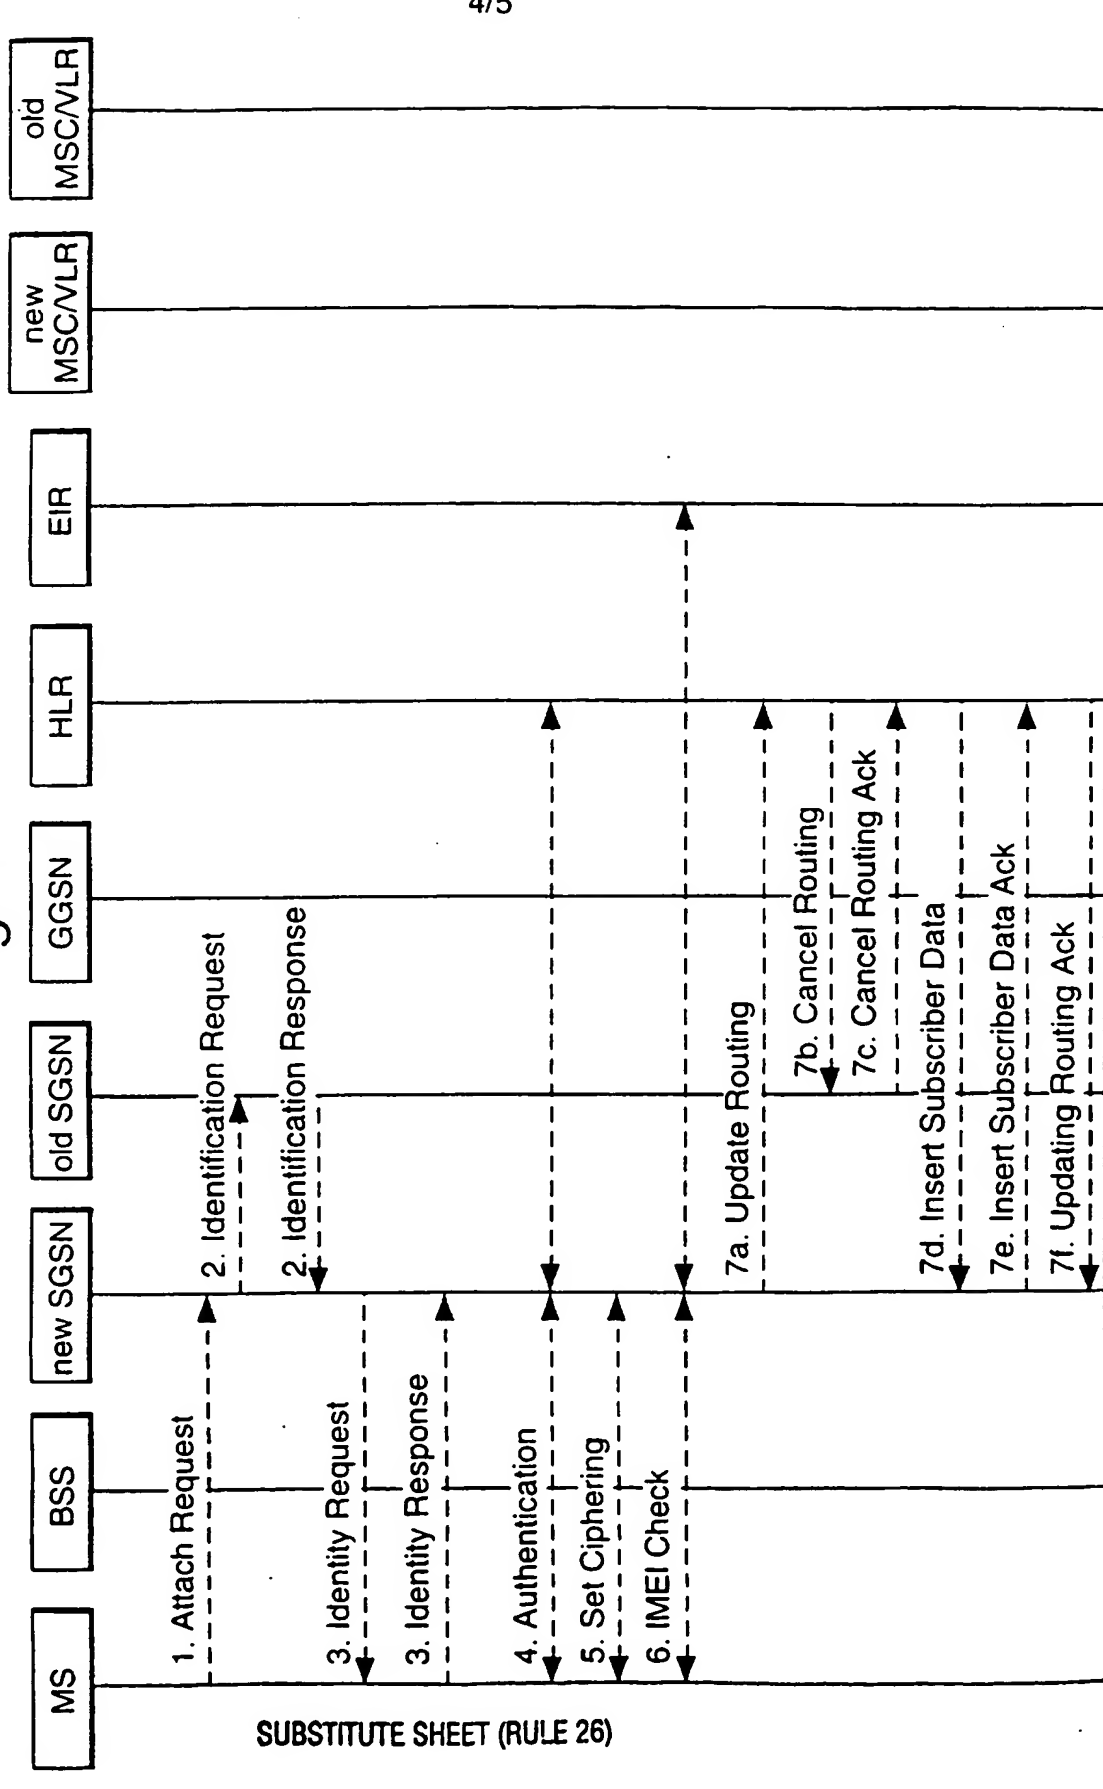 4/5
MS
BSS
new SGSN
old SGSN
GGSN
HLR
EIR
new
MSC/VLR
old
MSC/VLR
1. Attach Request
2. Identification Request
2. Identification Response
3. Identity Request
3. Identity Response
4. Authentication
5. Set Ciphering
6. IMEI Check
7a. Update Routing
7b. Cancel Routing
7c. Cancel Routing Ack
7d. Insert Subscriber Data
7e. Insert Subscriber Data Ack
7f. Updating Routing Ack
SUBSTITUTE SHEET (RULE 26)